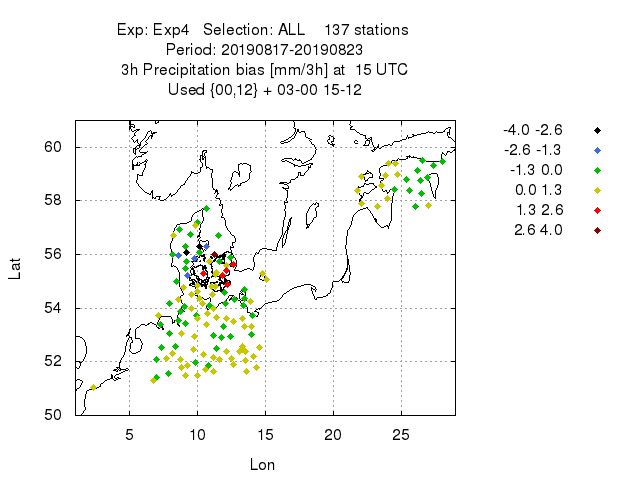 Exp: Exp4 Selection: ALL 137 stations
Period: 20190817-20190823
3h Precipitation bias [mm/3h] at 15 UTC
Used {00,12} + 03-00 15-12
-4.0 -2.6
-2.6 -1.3
-1.3 0.0
0.0 1.3
1.3 2.6
2.6 4.0
60
58
56
54
52
50
Lat
5 10 15 20 25
Lon